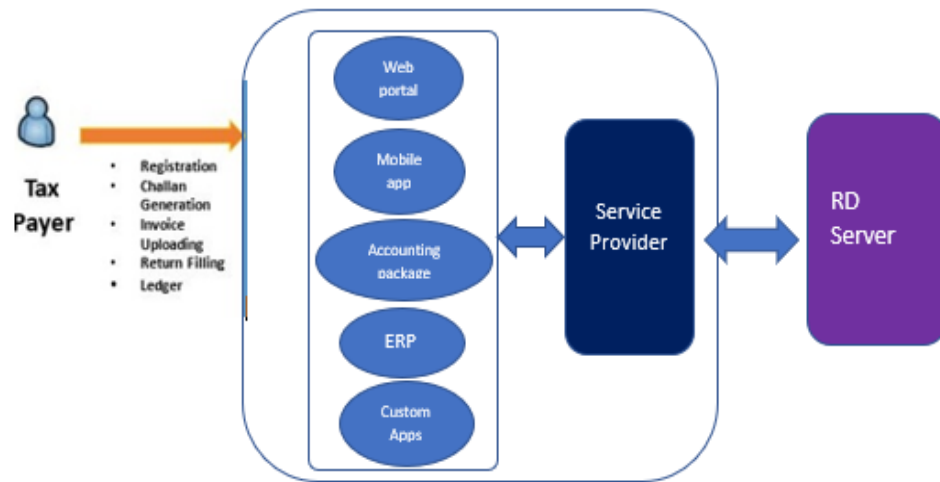 Tax
Payer
• Registration
• Challan
Generation
• Invoice
Uploading
• Return Filling
• Ledger
Web
portal
Mobile
app
Accounting
package
ERP
Custom
Apps
Service
Provider
RD
Server